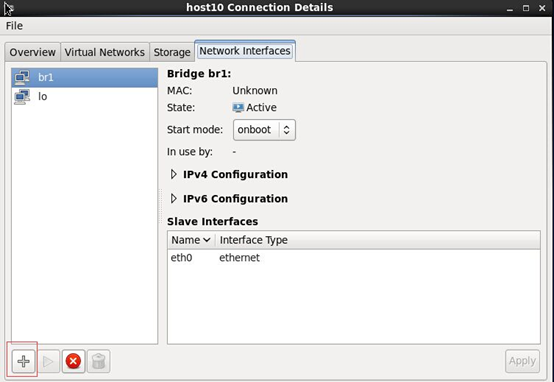 host10 Connection Details
File
Overview Virtual Networks Storage Network Interfaces
br1
lo
Bridge br1:
MAC: Unknown
State: Active
Start mode: onboot
In use by: -
IPv4 Configuration
IPv6 Configuration
Slave Interfaces
Name Interface Type
eth0 ethernet
Apply